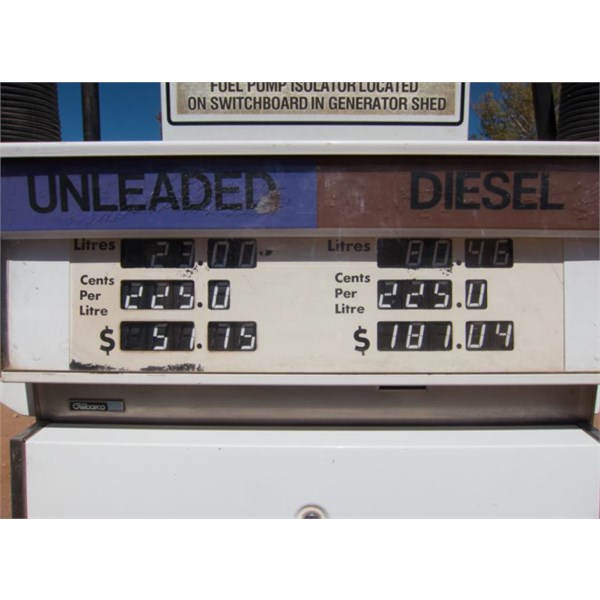 FUEL PUMP ISOLATOR LOCATED
ON SWITCHBOARD IN GENERATOR SHED
UNLEADED DIESEL
Litres 23.00 Litres 80.46
Cents
Per
Litre 225.0
Cents
Per
Litre 225.0
$ 51.75 $ 181.04
Gilbarco